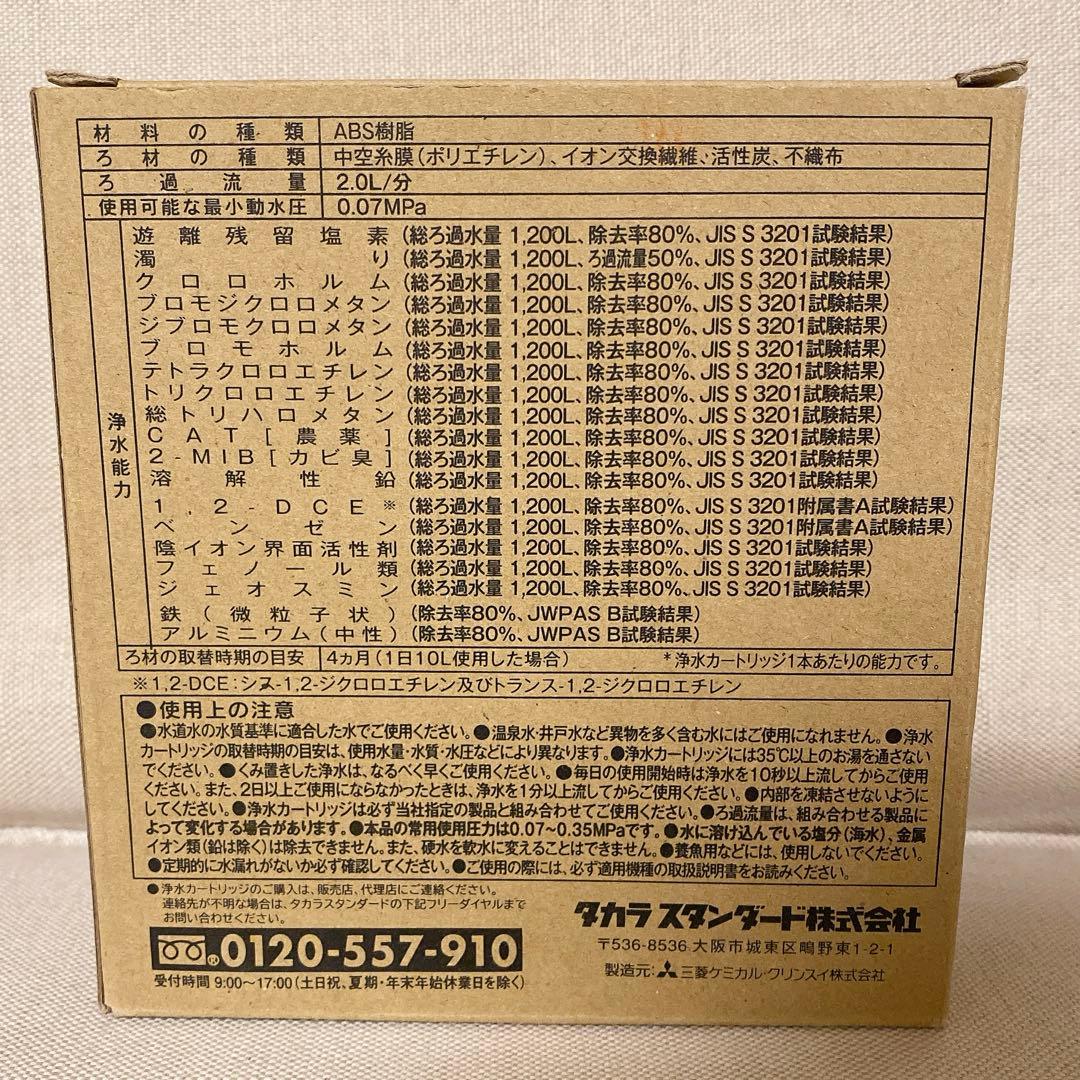 材料の種類 ABS樹脂
ろ材の種類 中空糸膜(ポリエチレン)、イオン交換繊維、活性炭、不織布
ろ過流量 2.0L/分
使用可能な最小動水圧 0.07MPa
浄水能力
遊離残留塩素 (総ろ過水量 1,200L、除去率80%、JIS S 3201試験結果)
濁り (総ろ過水量 1,200L、ろ過流量50%、JIS S 3201試験結果)
クロロホルム (総ろ過水量 1,200L、除去率80%、JIS S 3201試験結果)
ブロモジクロロメタン (総ろ過水量 1,200L、除去率80%、JIS S 3201試験結果)
ジブロモクロロメタン (総ろ過水量 1,200L、除去率80%、JIS S 3201試験結果)
ブロモホルム (総ろ過水量 1,200L、除去率80%、JIS S 3201試験結果)
テトラクロロエチレン (総ろ過水量 1,200L、除去率80%、JIS S 3201試験結果)
トリクロロエチレン (総ろ過水量 1,200L、除去率80%、JIS S 3201試験結果)
総トリハロメタン (総ろ過水量 1,200L、除去率80%、JIS S 3201試験結果)
CAT[農薬] (総ろ過水量 1,200L、除去率80%、JIS S 3201試験結果)
2-MIB[カビ臭] (総ろ過水量 1,200L、除去率80%、JIS S 3201試験結果)
溶解性鉛 (総ろ過水量 1,200L、除去率80%、JIS S 3201試験結果)
1,2-DCE※ (総ろ過水量 1,200L、除去率80%、JIS S 3201附属書A試験結果)
ベンゼン (総ろ過水量 1,200L、除去率80%、JIS S 3201附属書A試験結果)
陰イオン界面活性剤 (総ろ過水量 1,200L、除去率80%、JIS S 3201試験結果)
フェノール類 (総ろ過水量 1,200L、除去率80%、JIS S 3201試験結果)
ジェオスミン (総ろ過水量 1,200L、除去率80%、JIS S 3201試験結果)
鉄(微粒子状) (除去率80%、JWPAS B試験結果)
アルミニウム(中性) (除去率80%、JWPAS B試験結果)
ろ材の取替時期の目安 4ヵ月(1日10L使用した場合) *浄水カートリッジ1本あたりの能力です。
※1,2-DCE:シス-1,2-ジクロロエチレン及びトランス-1,2-ジクロロエチレン
●使用上の注意
●水道水の水質基準に適合した水でご使用ください。●温泉水・井戸水など異物を多く含む水にはご使用になれません。●浄水
カートリッジの取替時期の目安は、使用水量・水質・水圧などにより異なります。●浄水カートリッジには35℃以上のお湯を通さない
でください。●くみ置きした浄水は、なるべく早くご使用ください。●毎日の使用開始時は浄水を10秒以上流してからご使用
ください。また、2日以上ご使用にならなかったときは、浄水を1分以上流してからご使用ください。●内部を凍結させないように
してください。●浄水カートリッジは必ず当社指定の製品と組み合わせてご使用ください。●ろ過流量は、組み合わせる製品に
よって変化する場合があります。●本品の常用使用圧力は0.07~0.35MPaです。●水に溶け込んでいる塩分(海水)、金属
イオン類(鉛は除く)は除去できません。また、硬水を軟水に変えることはできません。●養魚用などには、使用しないでください。
●定期的に水漏れがないか必ず確認してください。●ご使用の際には、必ず適用機種の取扱説明書をお読みください。
●浄水カートリッジのご購入は、販売店、代理店にご連絡ください。
連絡先が不明な場合は、タカラスタンダードの下記フリーダイヤルまで
お問い合わせください。
0120-557-910
受付時間 9:00~17:00(土日祝、夏期・年末年始休業日を除く)
タカラスタンダード株式会社
〒536-8536 大阪市城東区鴫野東1-2-1
製造元:三菱ケミカル・クリンスイ株式会社